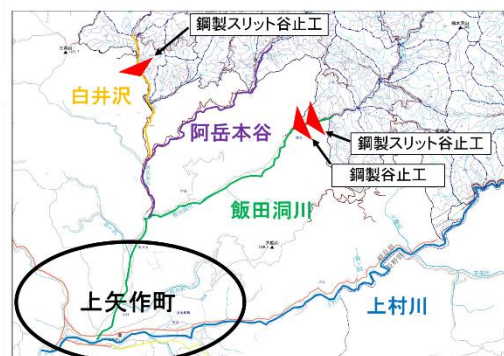 鋼製スリット谷止工
白井沢
阿岳本谷
鋼製スリット谷止工
鋼製谷止工
飯田洞川
上矢作町
上村川